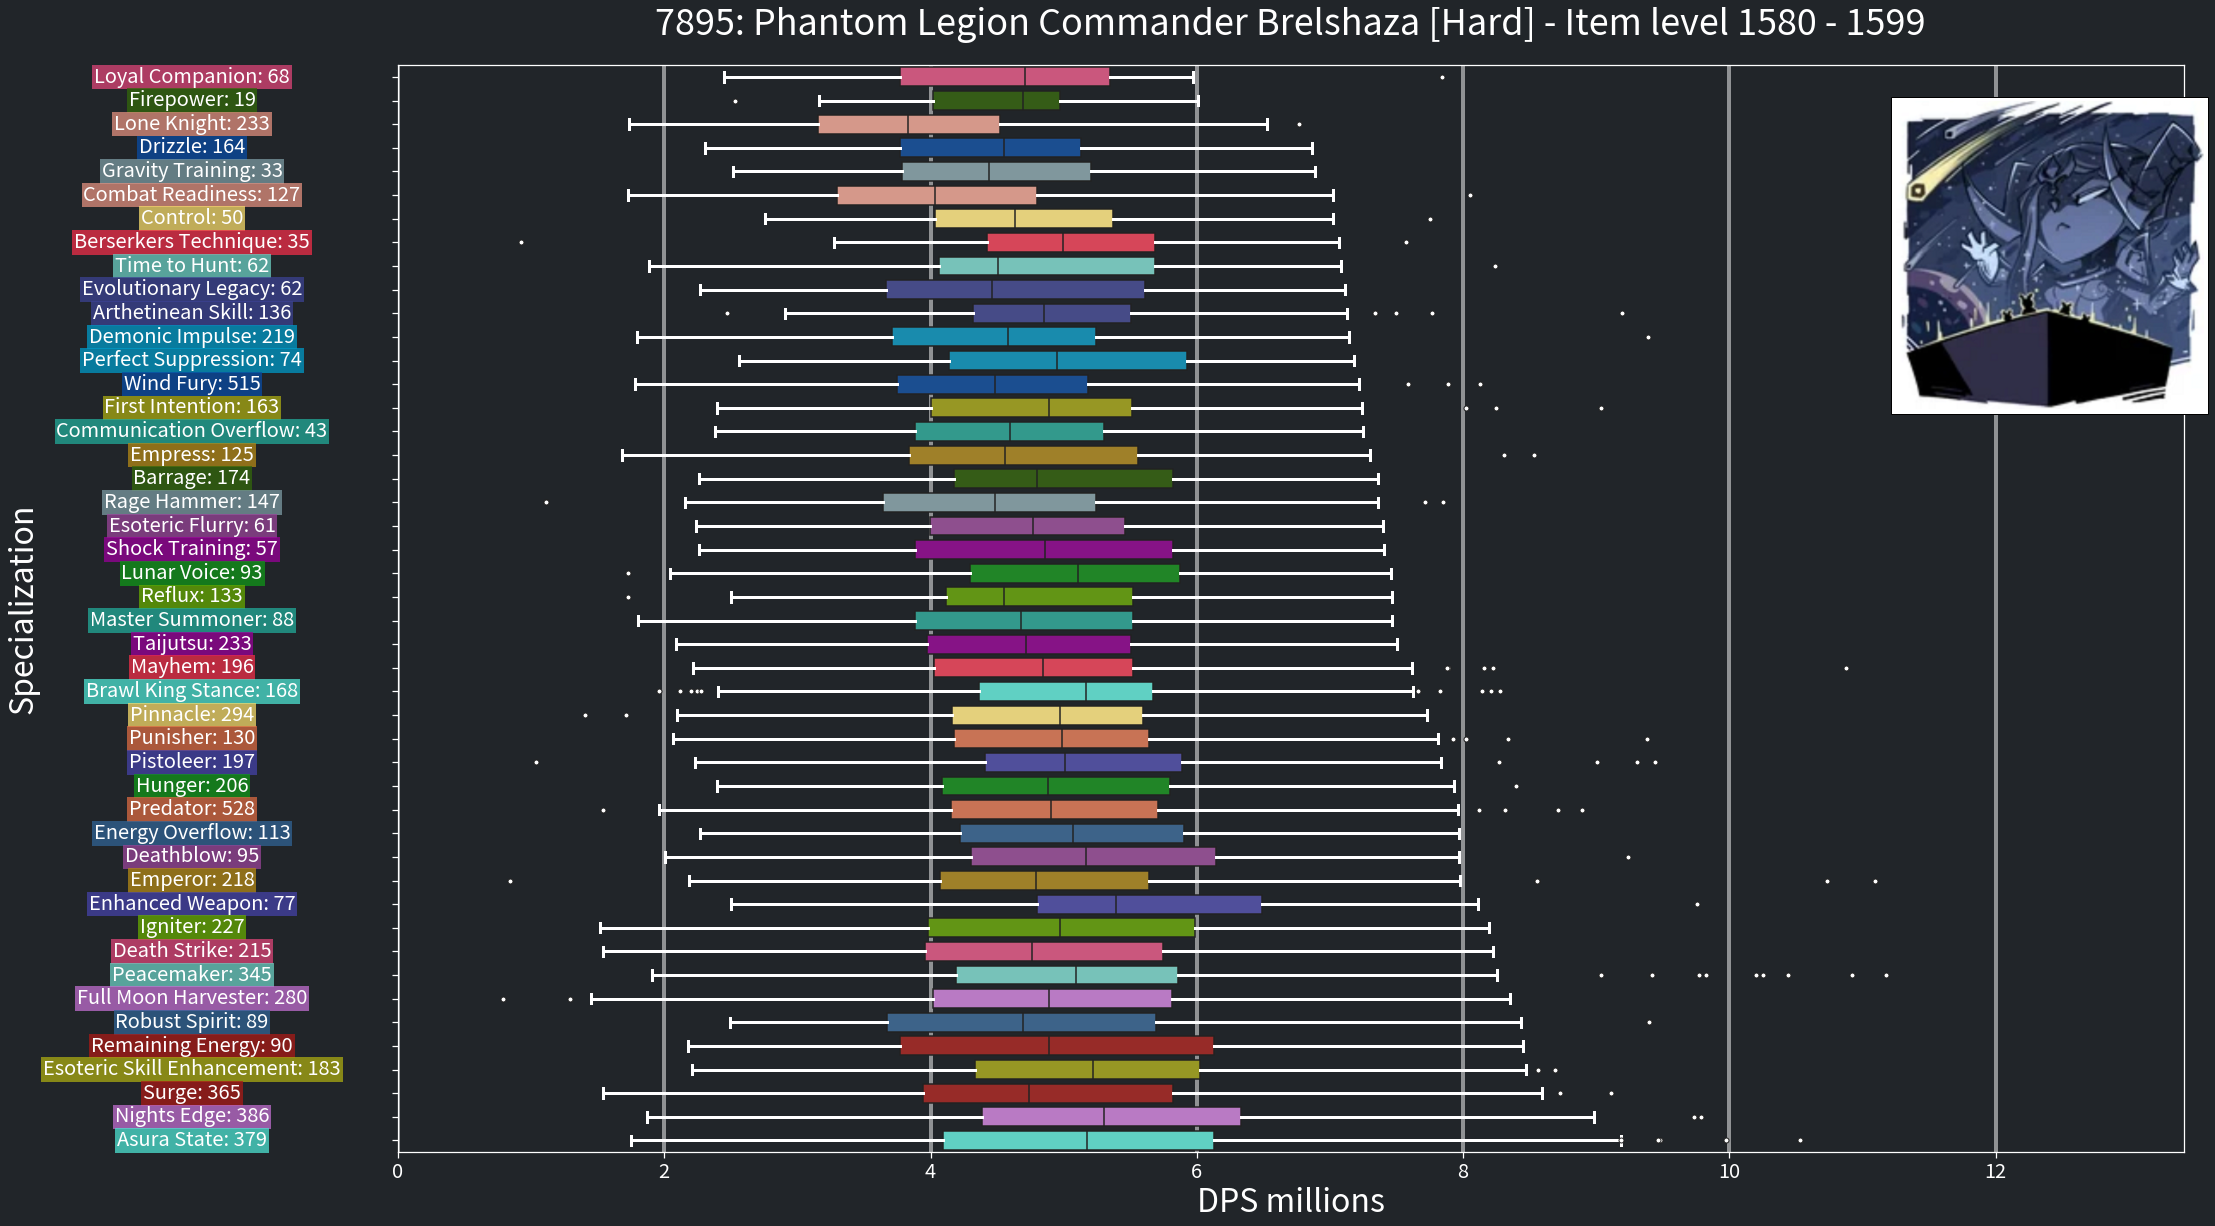 7895: Phantom Legion Commander Brelshaza [Hard] - Item level 1580 - 1599
Loyal Companion: 68
Firepower: 19
Lone Knight: 233
Drizzle: 164
Gravity Training: 33
Combat Readiness: 127
Control: 50
Berserkers Technique: 35
Time to Hunt: 62
Evolutionary Legacy: 62
Arthetinean Skill: 136
Demonic Impulse: 219
Perfect Suppression: 74
Wind Fury: 515
First Intention: 163
Communication Overflow: 43
Empress: 125
Barrage: 174
Rage Hammer: 147
Esoteric Flurry: 61
Shock Training: 57
Lunar Voice: 93
Reflux: 133
Master Summoner: 88
Taijutsu: 233
Mayhem: 196
Brawl King Stance: 168
Pinnacle: 294
Punisher: 130
Pistoleer: 197
Hunger: 206
Predator: 528
Energy Overflow: 113
Deathblow: 95
Emperor: 218
Enhanced Weapon: 77
Igniter: 227
Death Strike: 215
Peacemaker: 345
Full Moon Harvester: 280
Robust Spirit: 89
Remaining Energy: 90
Esoteric Skill Enhancement: 183
Surge: 365
Nights Edge: 386
Asura State: 379
Specialization
0 2 4 6 8 10 12
DPS millions